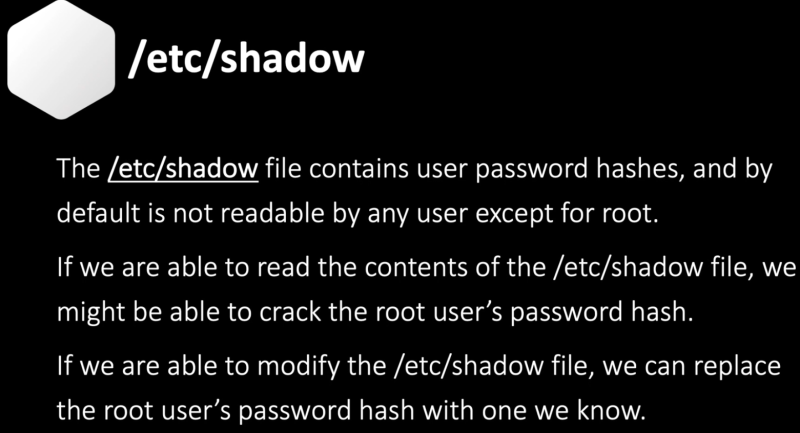 /etc/shadow
The /etc/shadow file contains user password hashes, and by
default is not readable by any user except for root.
If we are able to read the contents of the /etc/shadow file, we
might be able to crack the root user’s password hash.
If we are able to modify the /etc/shadow file, we can replace
the root user’s password hash with one we know.